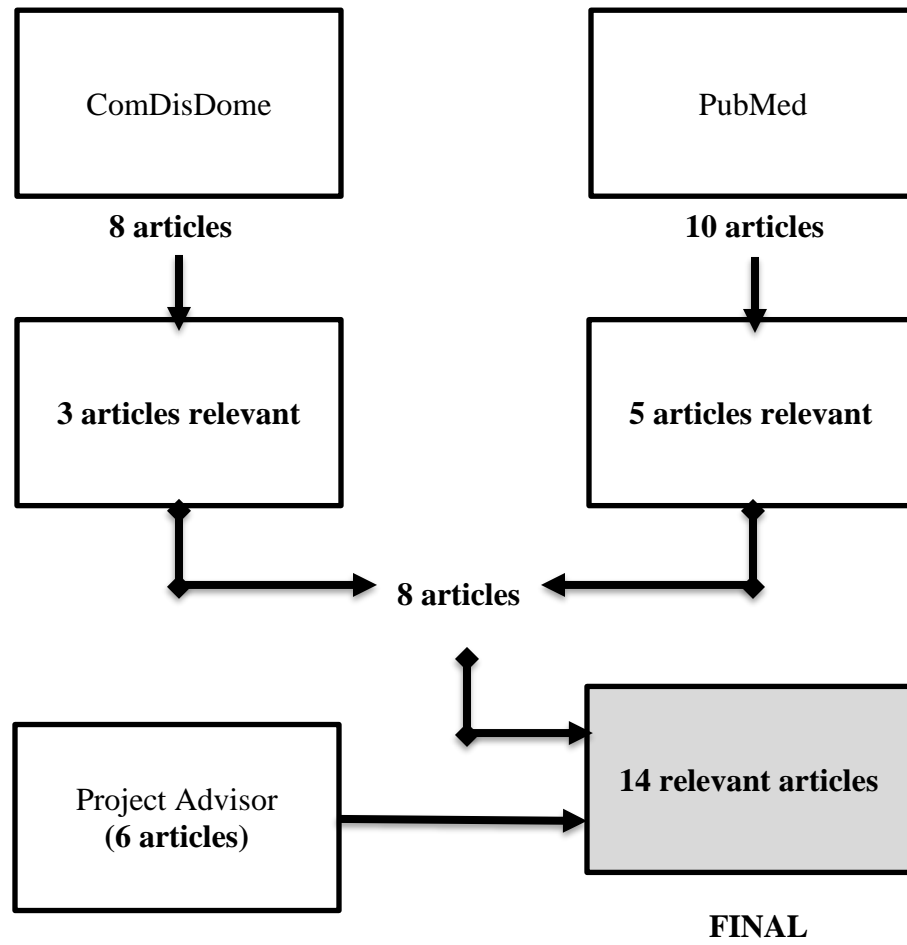 ComDisDome
PubMed
8 articles
10 articles
3 articles relevant
5 articles relevant
8 articles
Project Advisor
(6 articles)
14 relevant articles
FINAL